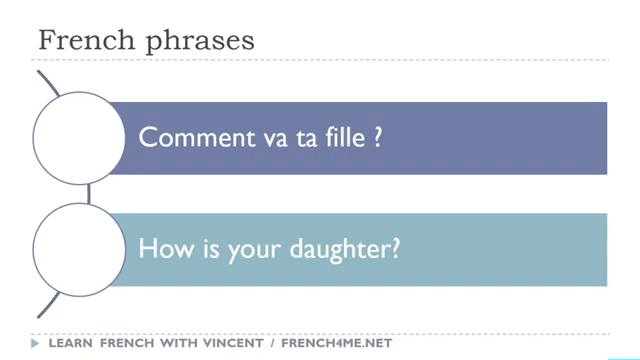 French phrases
Comment va ta fille ?
How is your daughter?
LEARN FRENCH WITH VINCENT / FRENCH4ME.NET